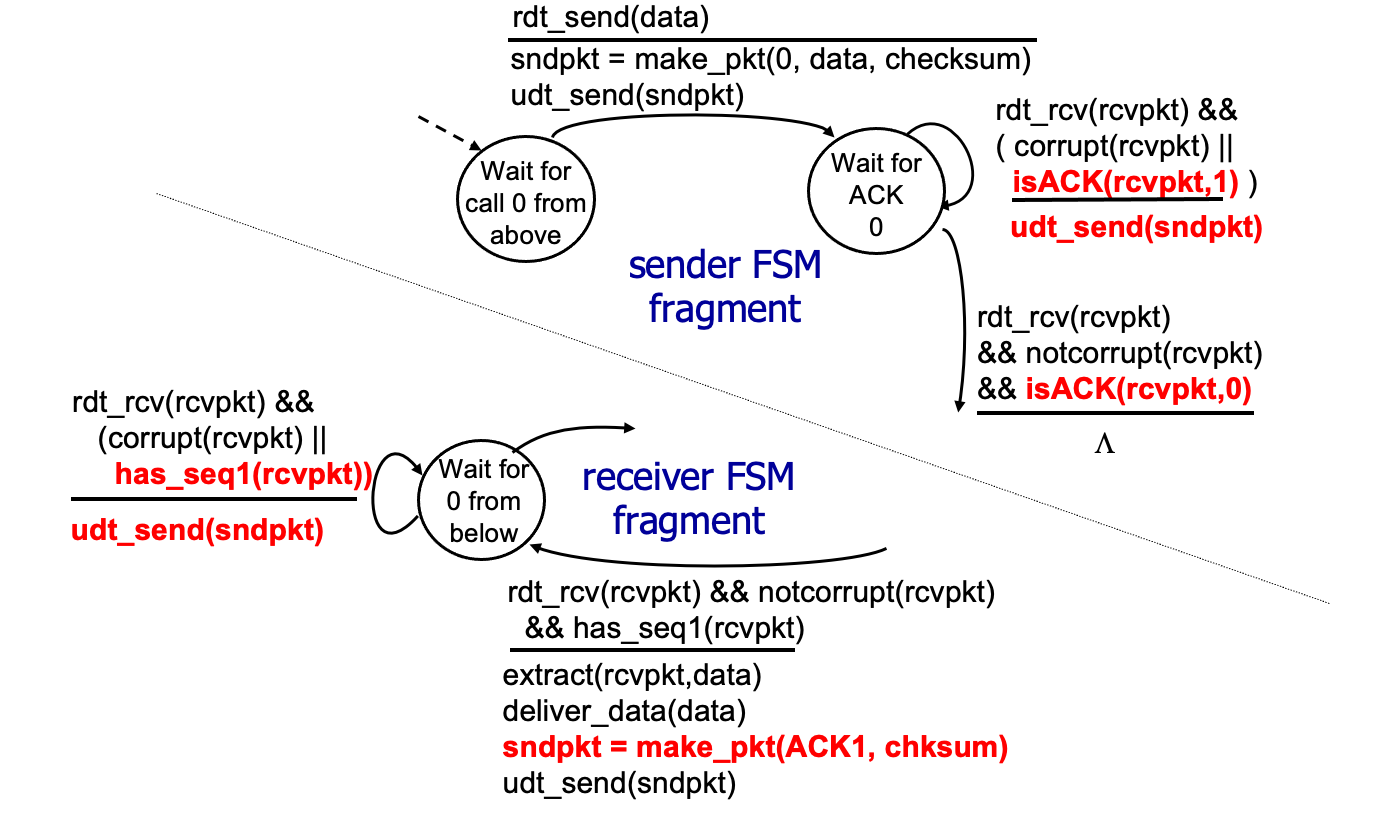 rdt_send(data)
sndpkt = make_pkt(0, data, checksum)
udt_send(sndpkt)
Wait for
call 0 from
above
Wait for
ACK
0
rdt_rcv(rcvpkt) &&
( corrupt(rcvpkt) ||
isACK(rcvpkt,1) )
udt_send(sndpkt)
sender FSM
fragment
rdt_rcv(rcvpkt)
&& notcorrupt(rcvpkt)
&& isACK(rcvpkt,0)
Λ
rdt_rcv(rcvpkt) &&
(corrupt(rcvpkt) ||
has_seq1(rcvpkt))
udt_send(sndpkt)
Wait for
0 from
below
receiver FSM
fragment
rdt_rcv(rcvpkt) && notcorrupt(rcvpkt)
&& has_seq1(rcvpkt)
extract(rcvpkt,data)
deliver_data(data)
sndpkt = make_pkt(ACK1, chksum)
udt_send(sndpkt)